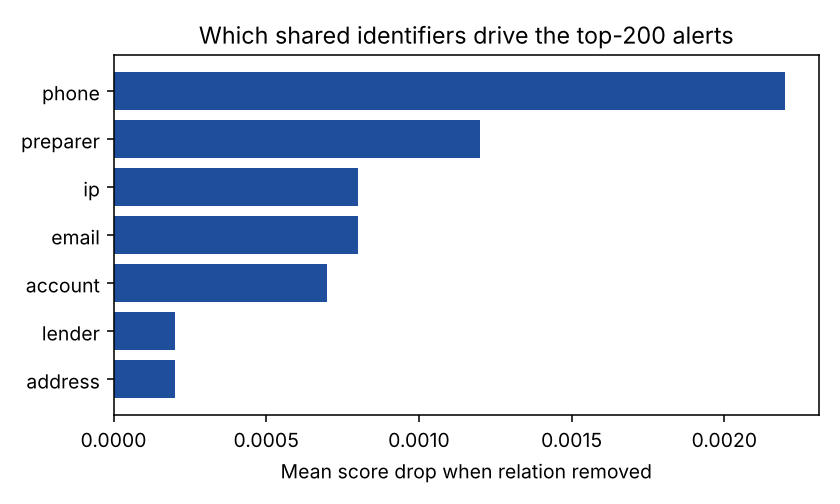 Which shared identifiers drive the top-200 alerts
phone
preparer
ip
email
account
lender
address
0.0000 0.0005 0.0010 0.0015 0.0020
Mean score drop when relation removed